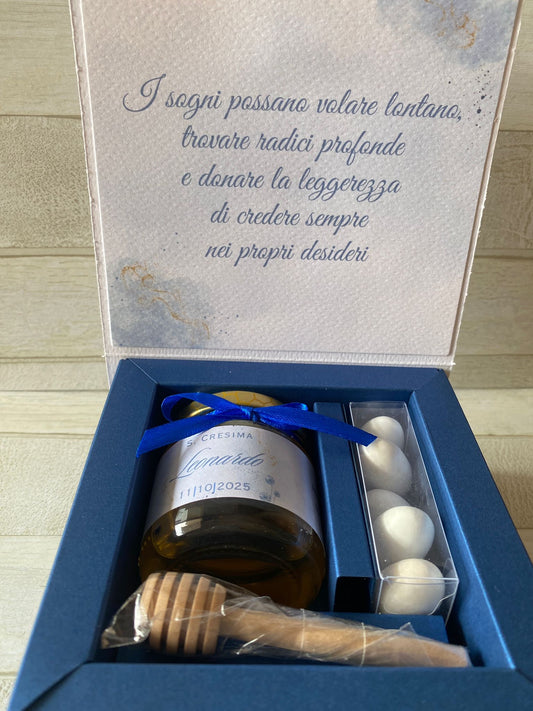 I sogni possano volare lontano,
trovare radici profonde
e donare la leggerezza
di credere sempre
nei propri desideri
S. CRESIMA
Leonardo
11|10|2025